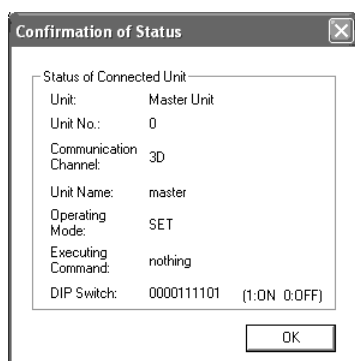 Confirmation of Status
Status of Connected Unit
Unit: Master Unit
Unit No.: 0
Communication
Channel: 3D
Unit Name: master
Operating
Mode: SET
Executing
Command: nothing
DIP Switch: 0000111101 (1:ON 0:OFF)
OK